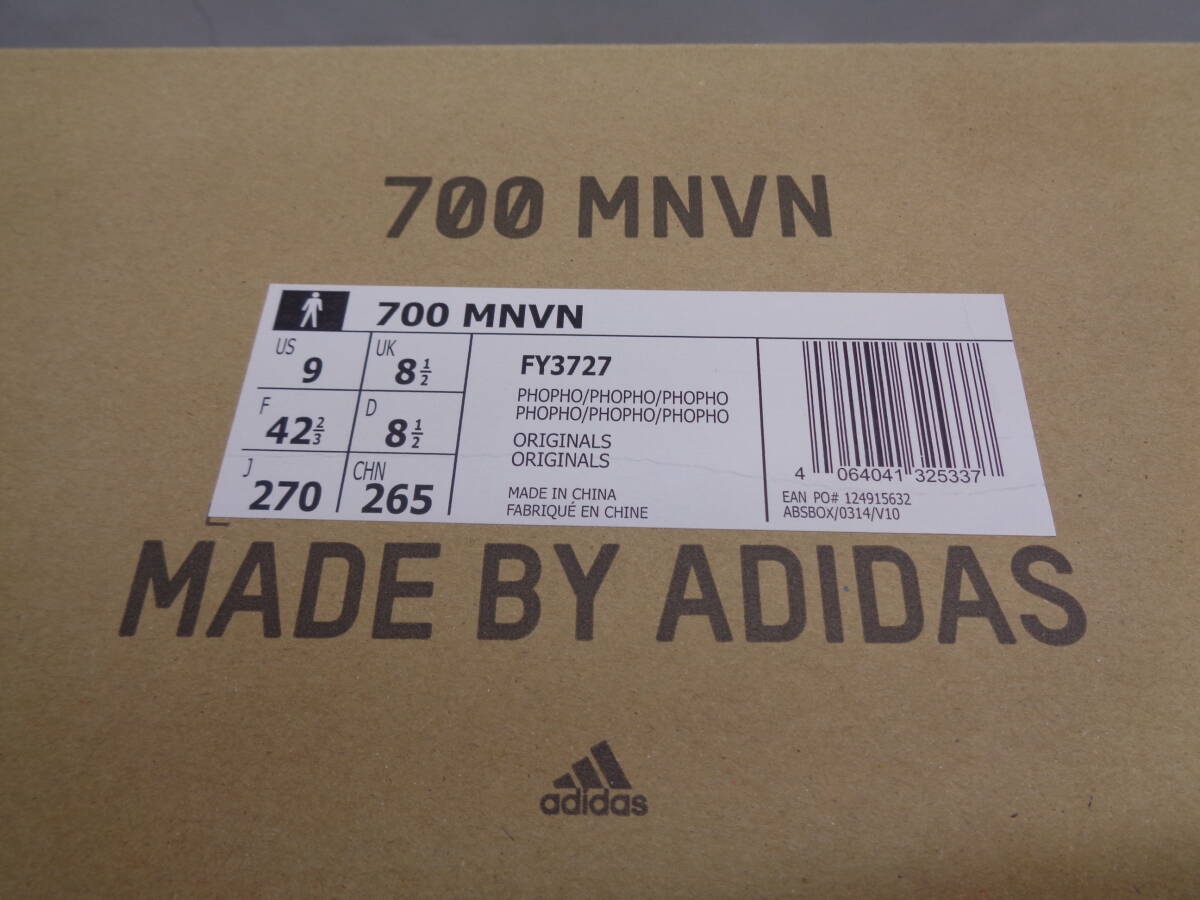 700 MNVN
700 MNVN
US 9
UK 8 1/2
F 42 2/3
D 8 1/2
J 270
CHN 265
FY3727
PHOPHO/PHOPHO/PHOPHO
PHOPHO/PHOPHO/PHOPHO
ORIGINALS
ORIGINALS
MADE IN CHINA
FABRIQUÉ EN CHINE
4 064041 325337
EAN PO# 124915632
ABSBOX/0314/V10
MADE BY ADIDAS
adidas